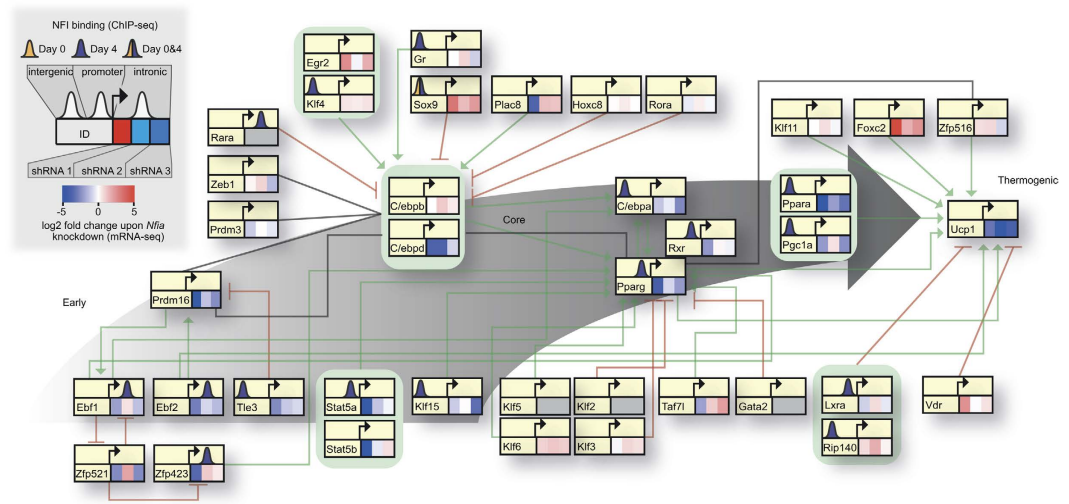 NFI binding (ChIP-seq)
Day 0 Day 4 Day 0&4
intergenic promoter intronic
ID
shRNA 1 shRNA 2 shRNA 3
-5 0 5
log2 fold change upon Nfia
knockdown (mRNA-seq)
Egr2
Klf4
Gr
Sox9
Plac8
Hoxc8
Rora
Klf11
Foxc2
Zfp516
Rara
Zeb1
Prdm3
C/ebpb
C/ebpd
Core
C/ebpa
Rxr
Pparg
Ppara
Pgc1a
Thermogenic
Ucp1
Early
Prdm16
Ebf1
Ebf2
Tle3
Stat5a
Stat5b
Klf15
Klf5
Klf2
Klf6
Klf3
Taf7l
Gata2
Lxra
Rip140
Vdr
Zfp521
Zfp423